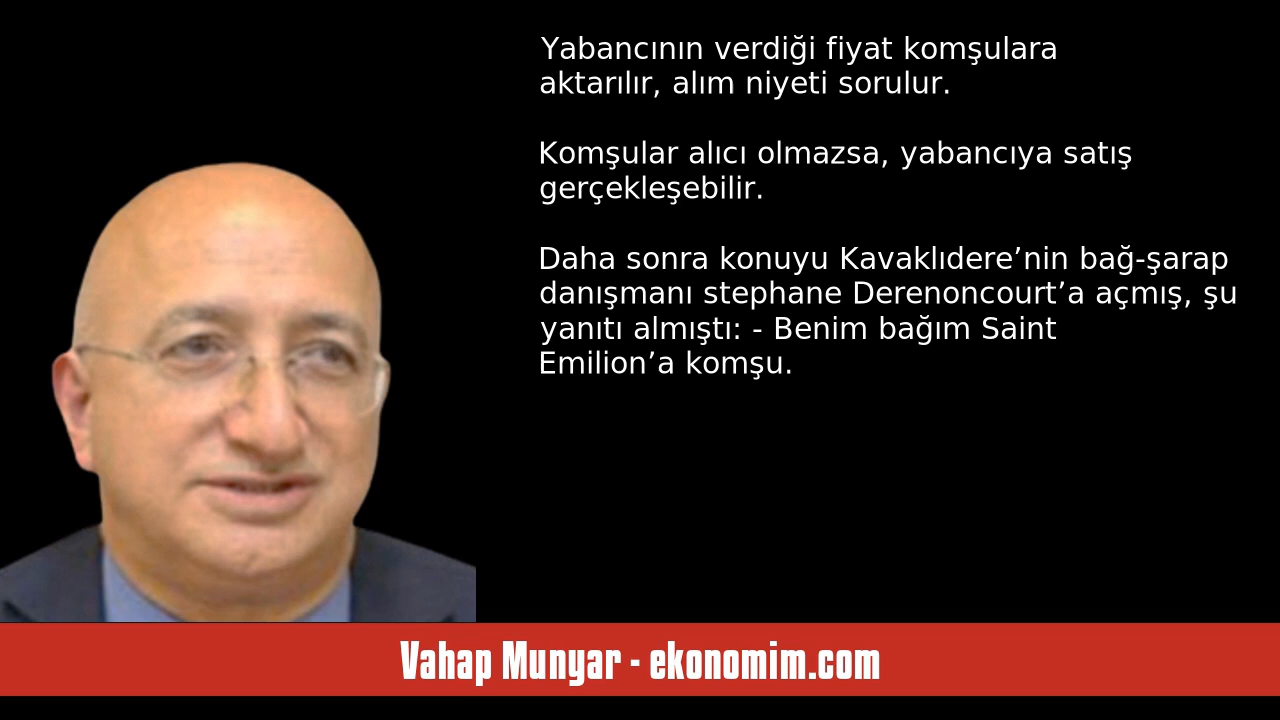 Yabancının verdiği fiyat komşulara
aktarılır, alım niyeti sorulur.
Komşular alıcı olmazsa, yabancıya satış
gerçekleşebilir.
Daha sonra konuyu Kavaklıdere’nin bağ-şarap
danışmanı stephane Derenoncourt’a açmış, şu
yanıtı almıştı: - Benim bağım Saint
Emilion’a komşu.
Vahap Munyar - ekonomim.com